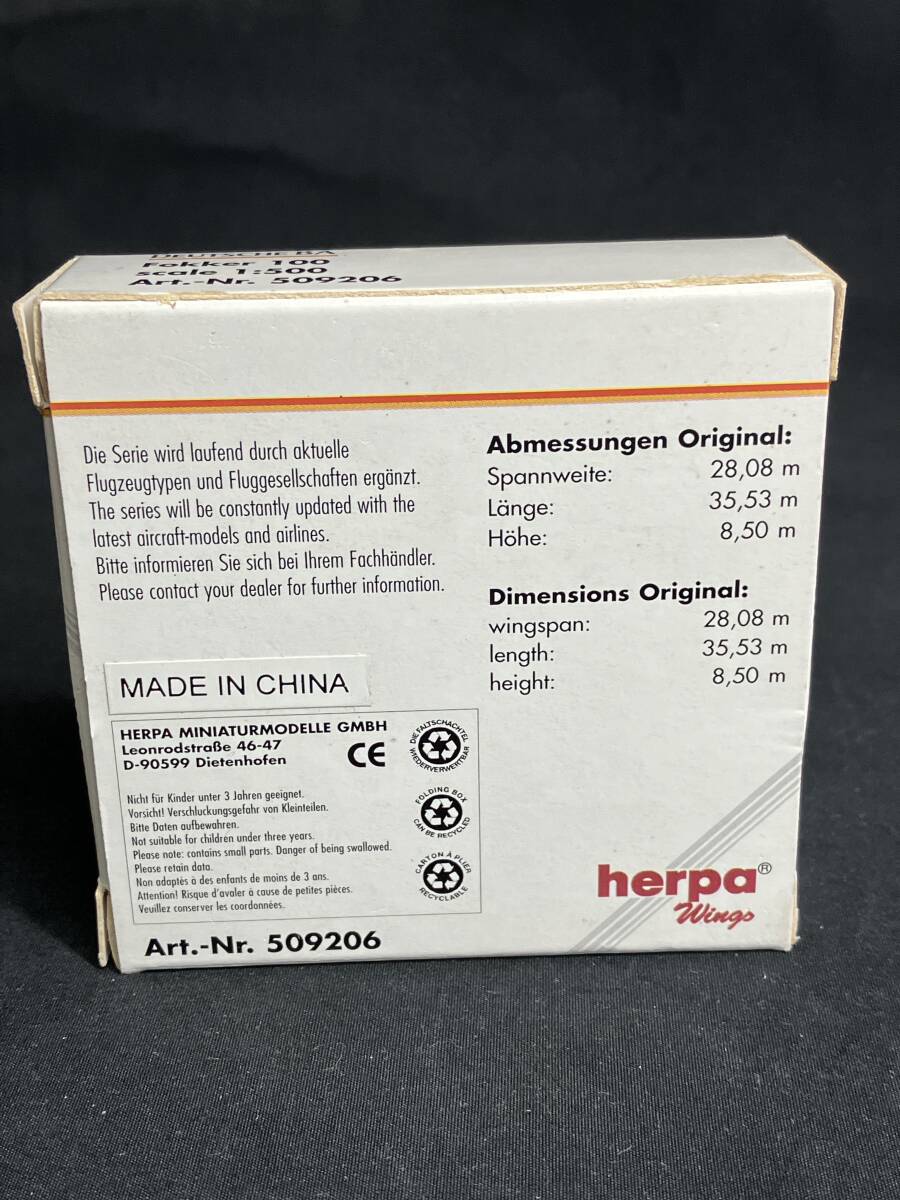 DEUTSCHE BA
Fokker 100
scale 1:500
Art.-Nr. 509206
Die Serie wird laufend durch aktuelle
Flugzeugtypen und Fluggesellschaften ergänzt.
The series will be constantly updated with the
latest aircraft-models and airlines.
Bitte informieren Sie sich bei Ihrem Fachhändler.
Please contact your dealer for further information.
Abmessungen Original:
Spannweite: 28,08 m
Länge: 35,53 m
Höhe: 8,50 m
Dimensions Original:
wingspan: 28,08 m
length: 35,53 m
height: 8,50 m
MADE IN CHINA
HERPA MINIATURMODELLE GMBH
Leonrodstraße 46-47
D-90599 Dietenhofen
CE
DIE FALTSCHACHTEL
WIEDERVERWERTBAR
FOLDING BOX
CAN BE RECYCLED
CARTON A PLIER
RECYCLABLE
Nicht für Kinder unter 3 Jahren geeignet.
Vorsicht! Verschluckungsgefahr von Kleinteilen.
Bitte Daten aufbewahren.
Not suitable for children under three years.
Please note: contains small parts. Danger of being swallowed.
Please retain data.
Non adaptés à des enfants de moins de 3 ans.
Attention! Risque d'avaler à cause de petites pièces.
Veuillez conserver les coordonnées.
Art.-Nr. 509206
herpa®
Wings